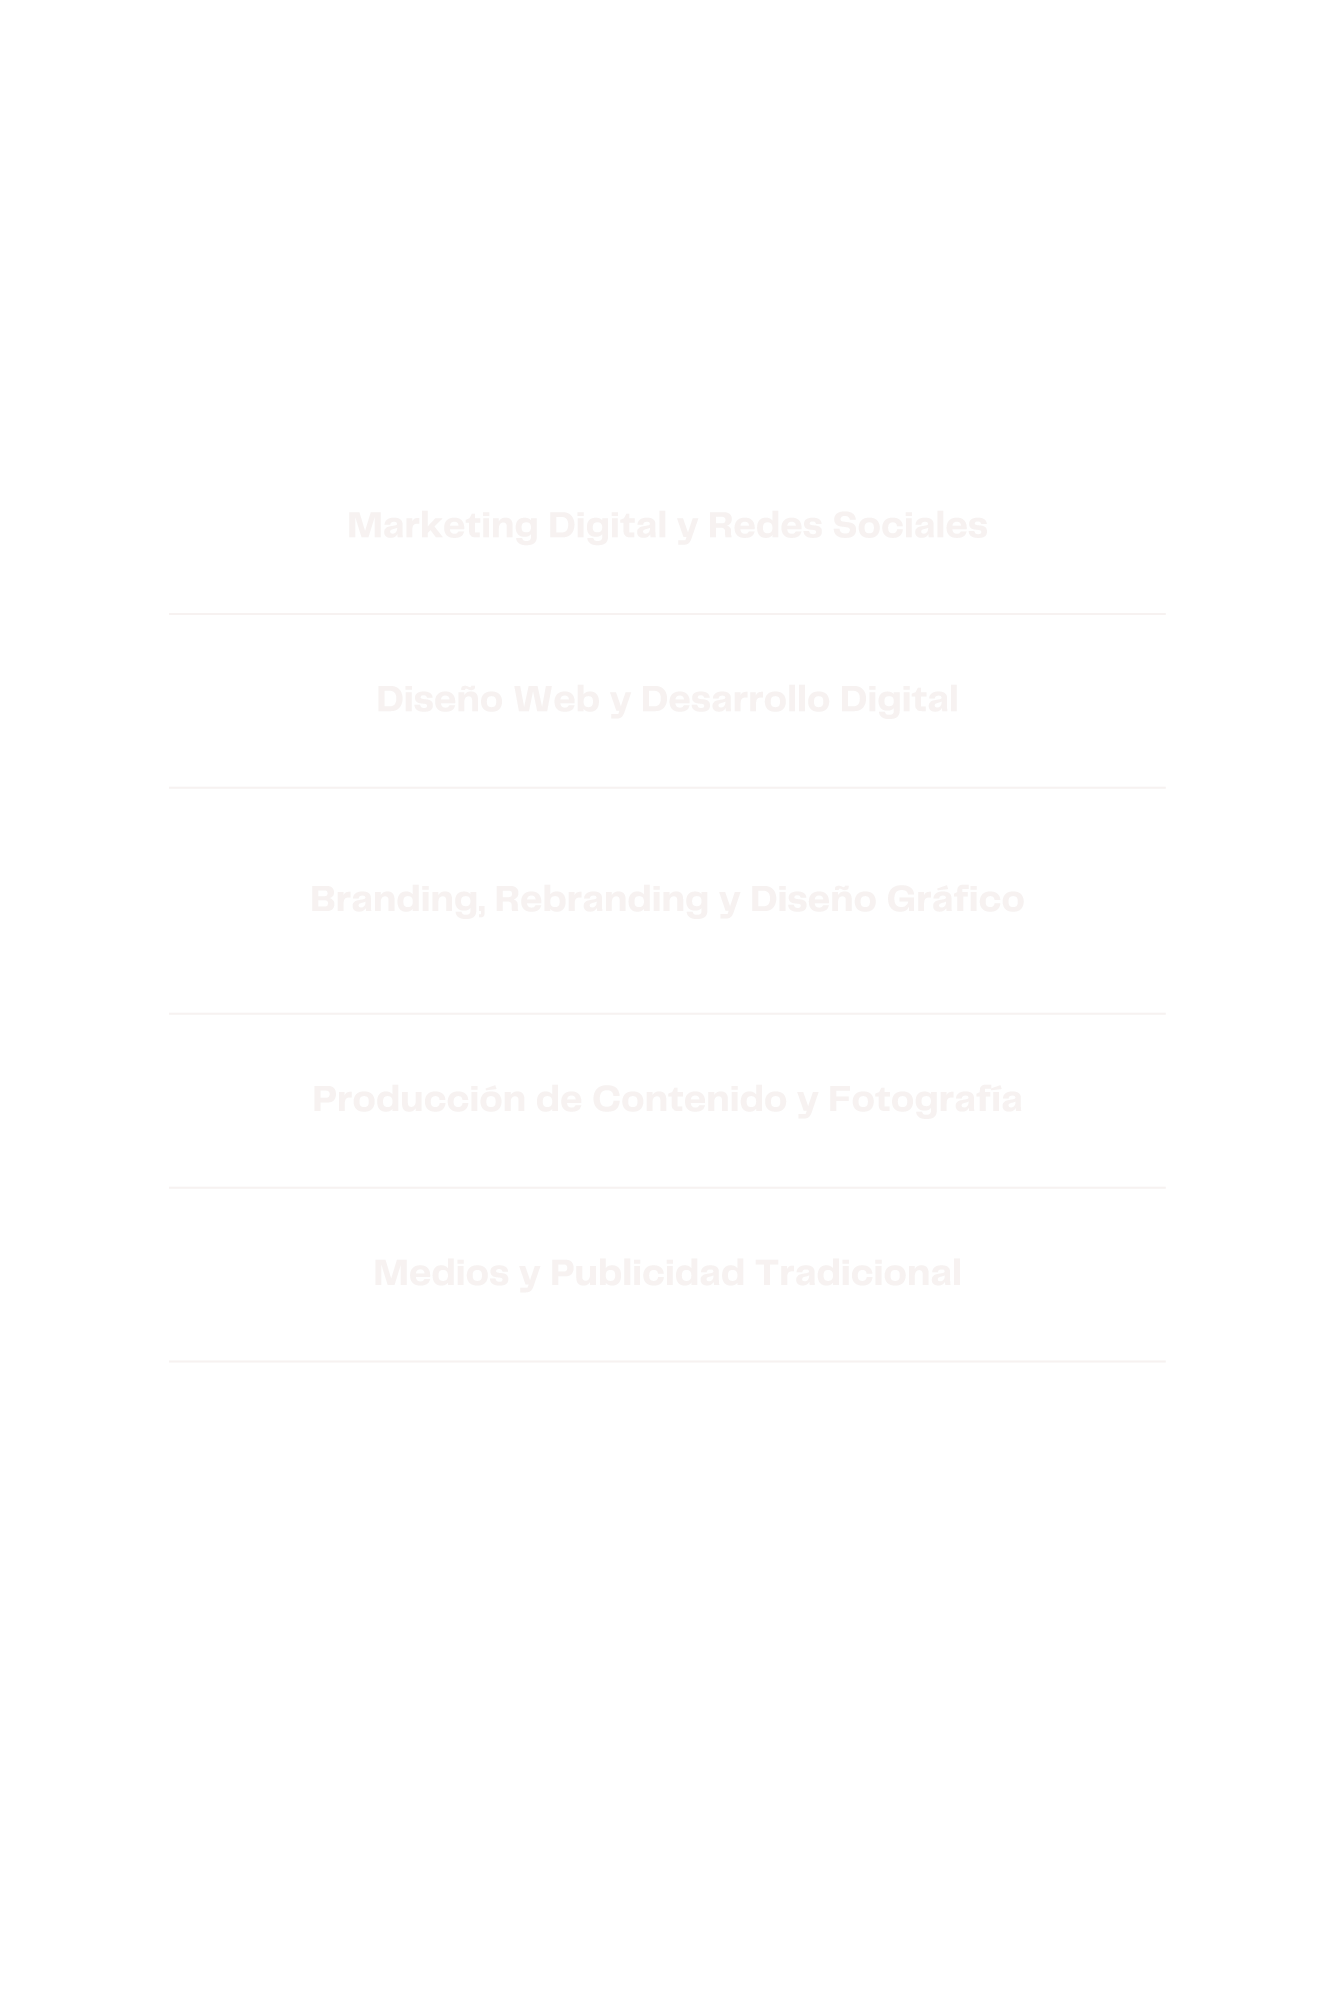 Marketing Digital y Redes Sociales
Diseño Web y Desarrollo Digital
Branding, Rebranding y Diseño Gráfico
Producción de Contenido y Fotografía
Medios y Publicidad Tradicional